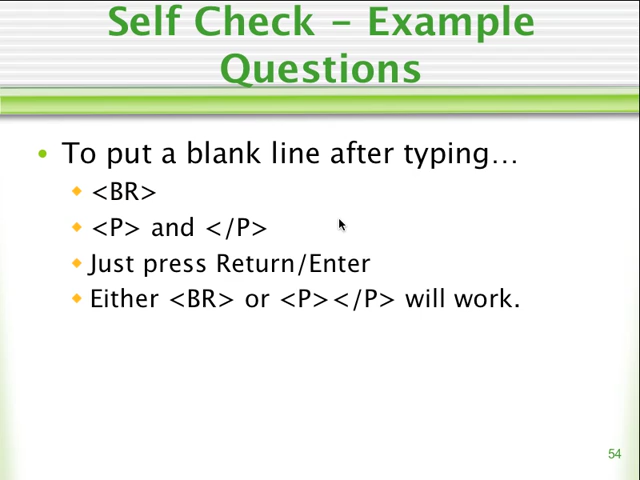 Self Check – Example
Questions
• To put a blank line after typing…
◆ <BR>
◆ <P> and </P>
◆ Just press Return/Enter
◆ Either <BR> or <P></P> will work.
54